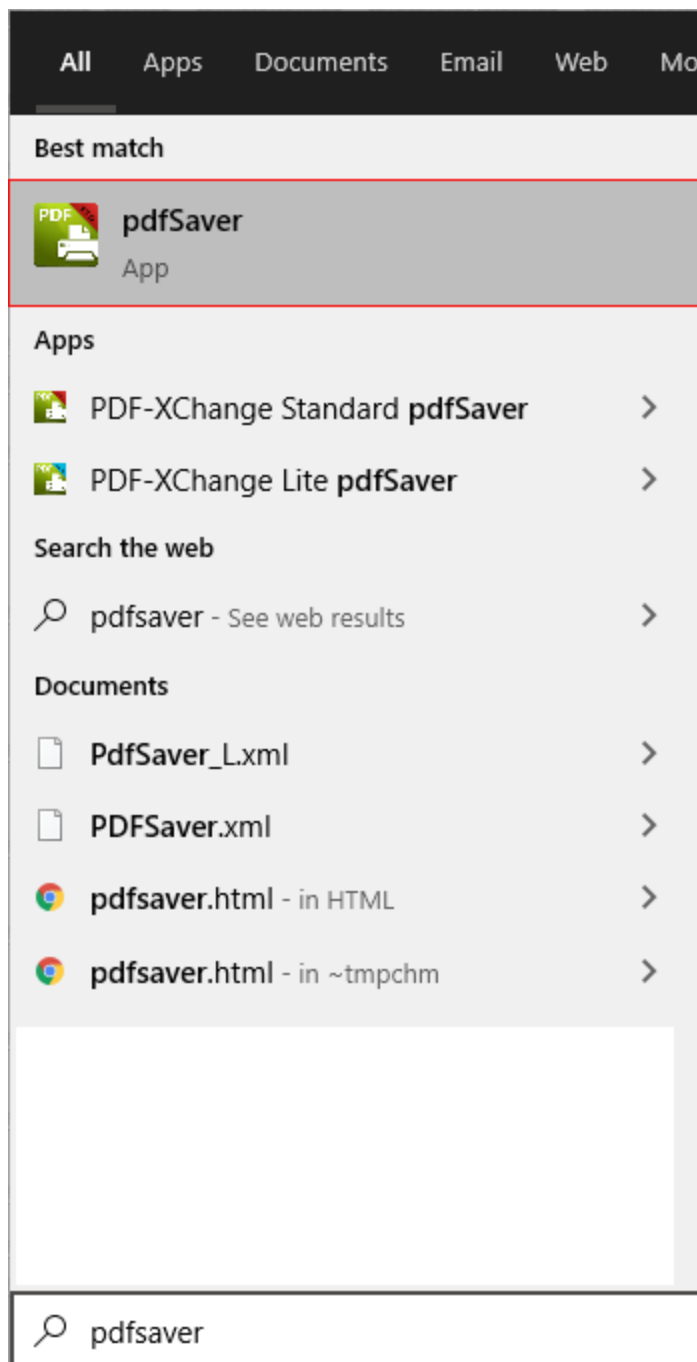 All Apps Documents Email Web Mo
Best match
PDF
pdfSaver
App
Apps
PDF-XChange Standard pdfSaver
PDF-XChange Lite pdfSaver
Search the web
pdfsaver - See web results
Documents
PdfSaver_L.xml
PDFSaver.xml
pdfsaver.html - in HTML
pdfsaver.html - in ~tmpchm
pdfsaver